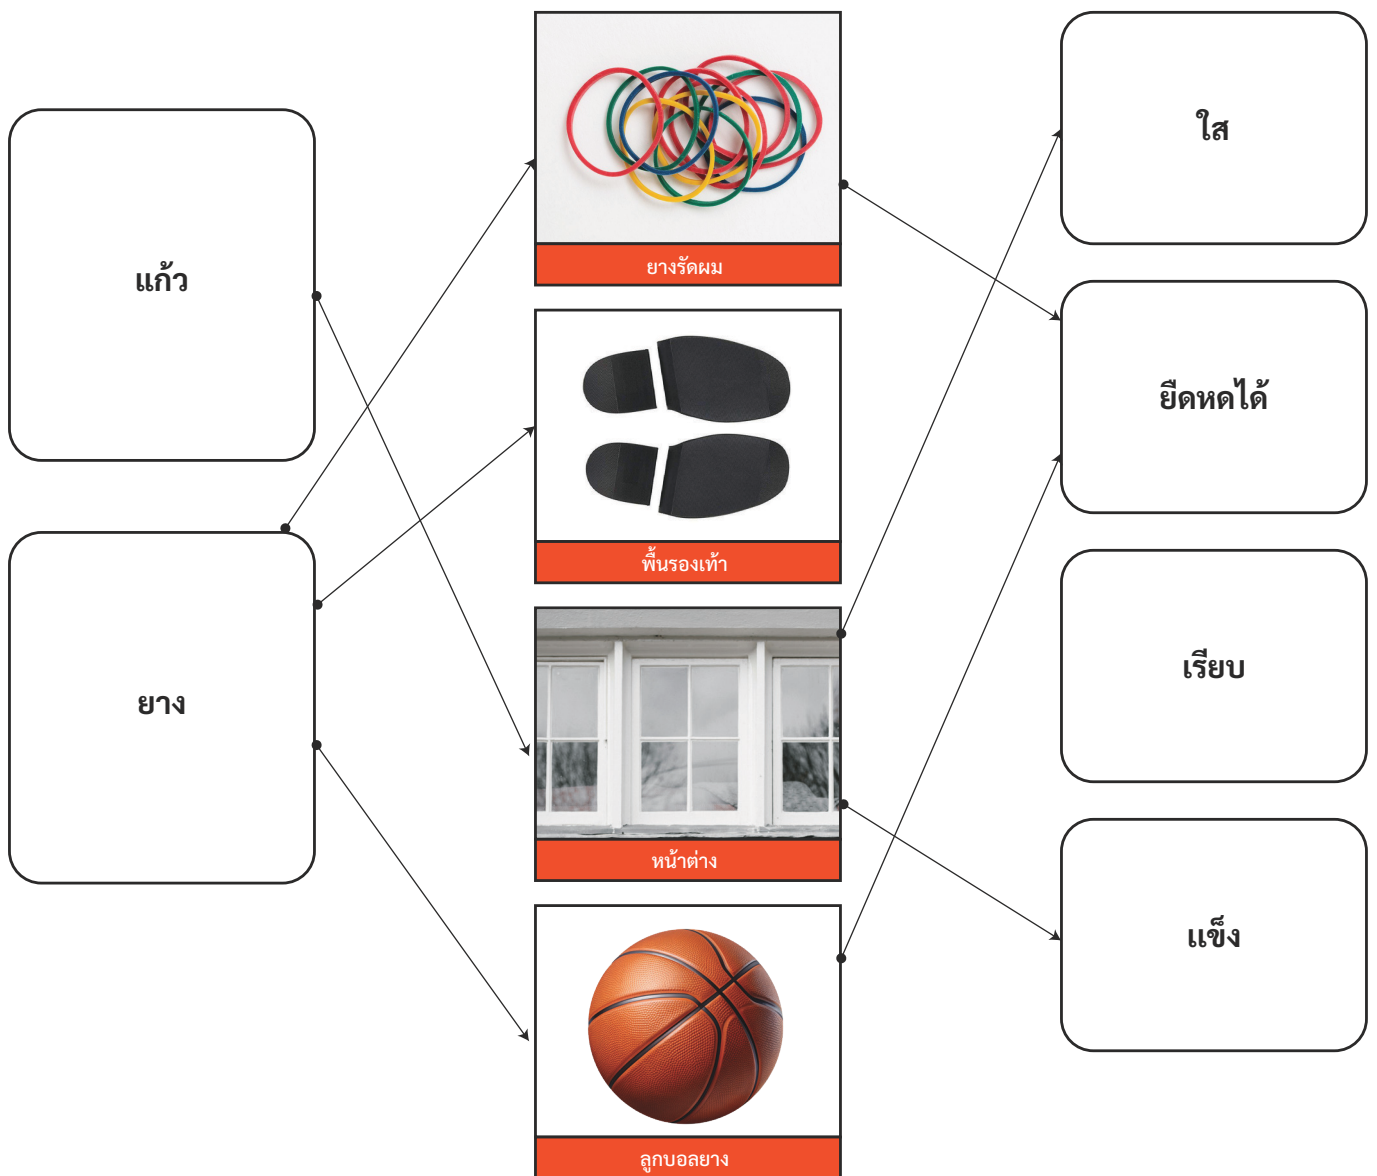 แก้ว
ยาง
ยางรัดผม
พื้นรองเท้า
หน้าต่าง
ลูกบอลยาง
ใส
ยืดหดได้
เรียบ
แข็ง